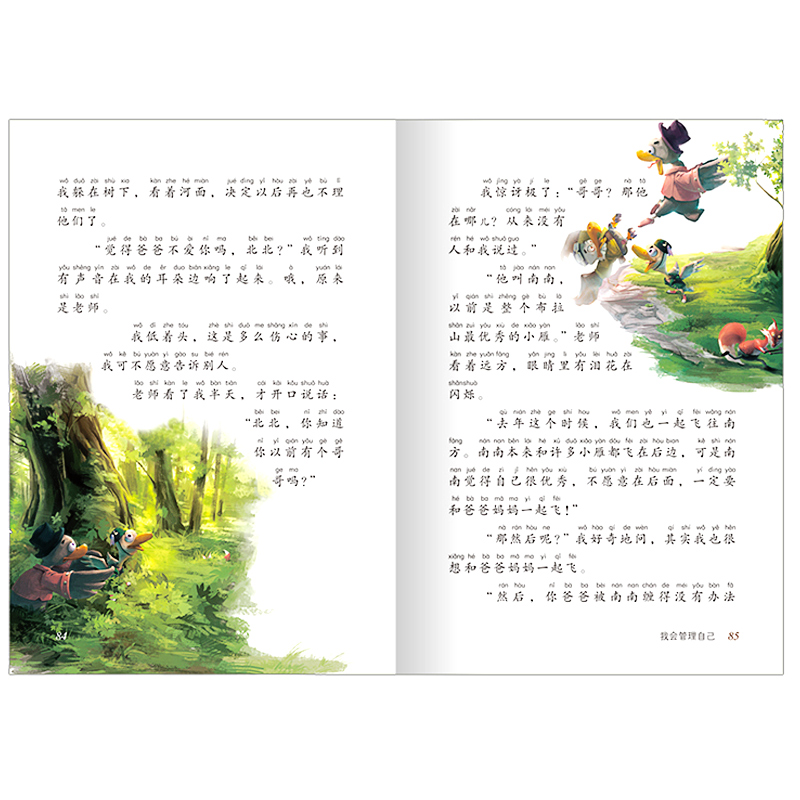 wǒ duǒ zài shù xià kàn zhe hé miàn jué dìng yǐ hòu zài yě bù lǐ
我躲在树下，看着河面，决定以后再也不理
tā men le
他们了。
jué de bà ba bú ài nǐ ma běi bei wǒ tīng dào
“觉得爸爸不爱你吗，北北？”我听到
yǒu shēng yīn zài wǒ de ěr duo biān xiǎng le qǐ lái ò yuán lái
有声音在我的耳朵边响了起来。哦，原来
shì lǎo shī
是老师。
wǒ dī zhe tóu zhè shì duō me shāng xīn de shì
我低着头，这是多么伤心的事，
wǒ kě bú yuàn yì gào su bié rén
我可不愿意告诉别人。
lǎo shī kàn le wǒ bàn tiān cái kāi kǒu shuō huà
老师看了我半天，才开口说话：
běi bei nǐ zhī dào
“北北，你知道
nǐ yǐ qián yǒu gè gē
你以前有个哥
ge ma
哥吗？”
84
wǒ jīng yà jí le gē ge nà tā
我惊讶极了：“哥哥？那他
zài nǎr cóng lái méi yǒu
在哪儿？从来没有
rén hé wǒ shuō guo
人和我说过。”
tā jiào nán nan
“他叫南南，
yǐ qián shì zhěng gè bù lā
以前是整个布拉
shān zuì yōu xiù de xiǎo yàn lǎo shī
山最优秀的小雁。”老师
kàn zhe yuǎn fāng yǎn jīng lǐ yǒu lèi huā zài
看着远方，眼睛里有泪花在
shǎn shuò
闪烁。
qù nián zhè ge shí hou wǒ men yě yì qǐ fēi wǎng nán
“去年这个时候，我们也一起飞往南
fāng nán nan běn lái hé xǔ duō xiǎo yàn dōu fēi zài hòu bian kě shì nán
方。南南本来和许多小雁都飞在后边，可是南
nan jué de zì jǐ hěn yōu xiù bú yuàn yì zài hòu miàn yí dìng yào
南觉得自己很优秀，不愿意在后面，一定要
hé bà ba mā ma yì qǐ fēi
和爸爸妈妈一起飞！”
nà rán hòu ne wǒ hào qí de wèn qí shí wǒ yě hěn
“那然后呢？”我好奇地问，其实我也很
xiǎng hé bà ba mā ma yì qǐ fēi
想和爸爸妈妈一起飞。
rán hòu nǐ bà ba bèi nán nan chán de méi yǒu bàn fǎ
“然后，你爸爸被南南缠得没有办法
我会管理自己 85